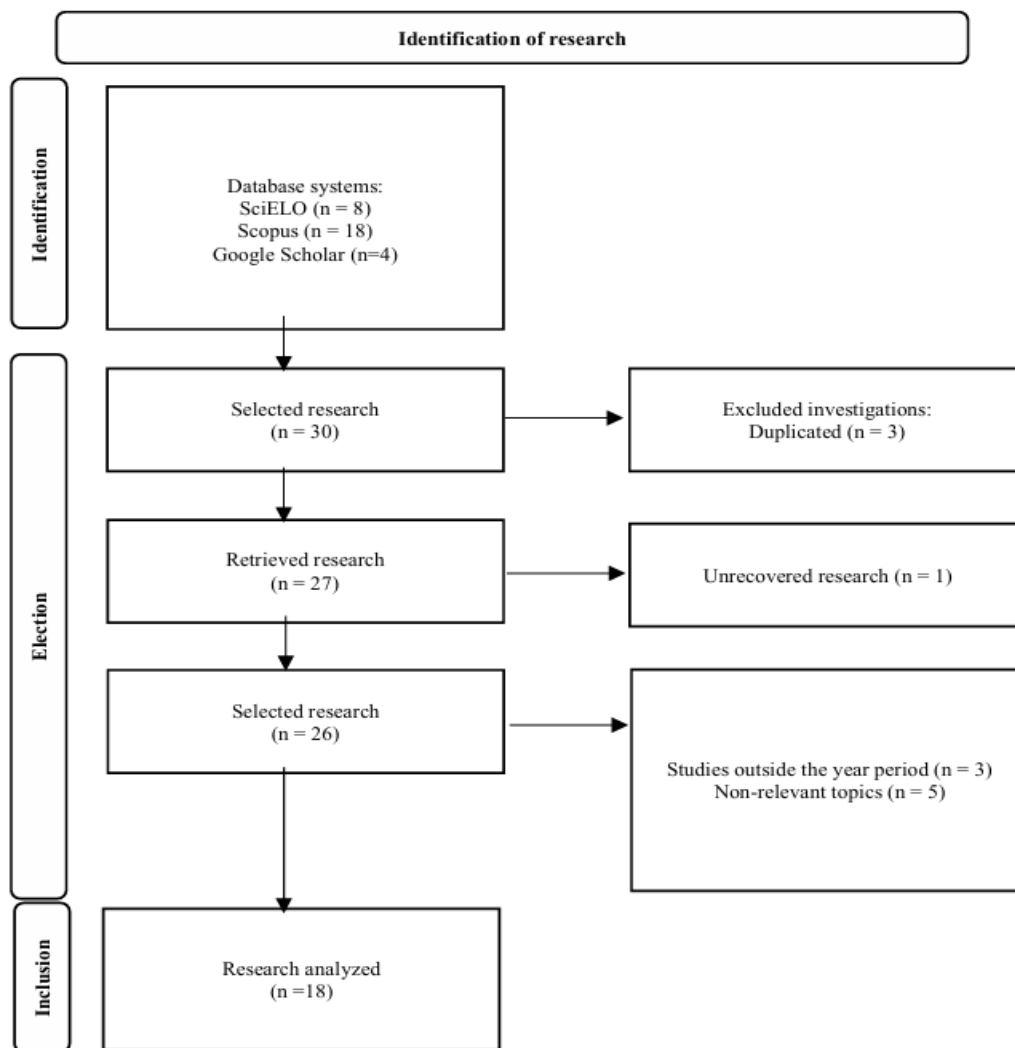 Identification of research
Identification
Database systems:
SciELO (n = 8)
Scopus (n = 18)
Google Scholar (n=4)
Election
Selected research
(n = 30)
Excluded investigations:
Duplicated (n = 3)
Retrieved research
(n = 27)
Unrecovered research (n = 1)
Selected research
(n = 26)
Studies outside the year period (n = 3)
Non-relevant topics (n = 5)
Inclusion
Research analyzed
(n =18)